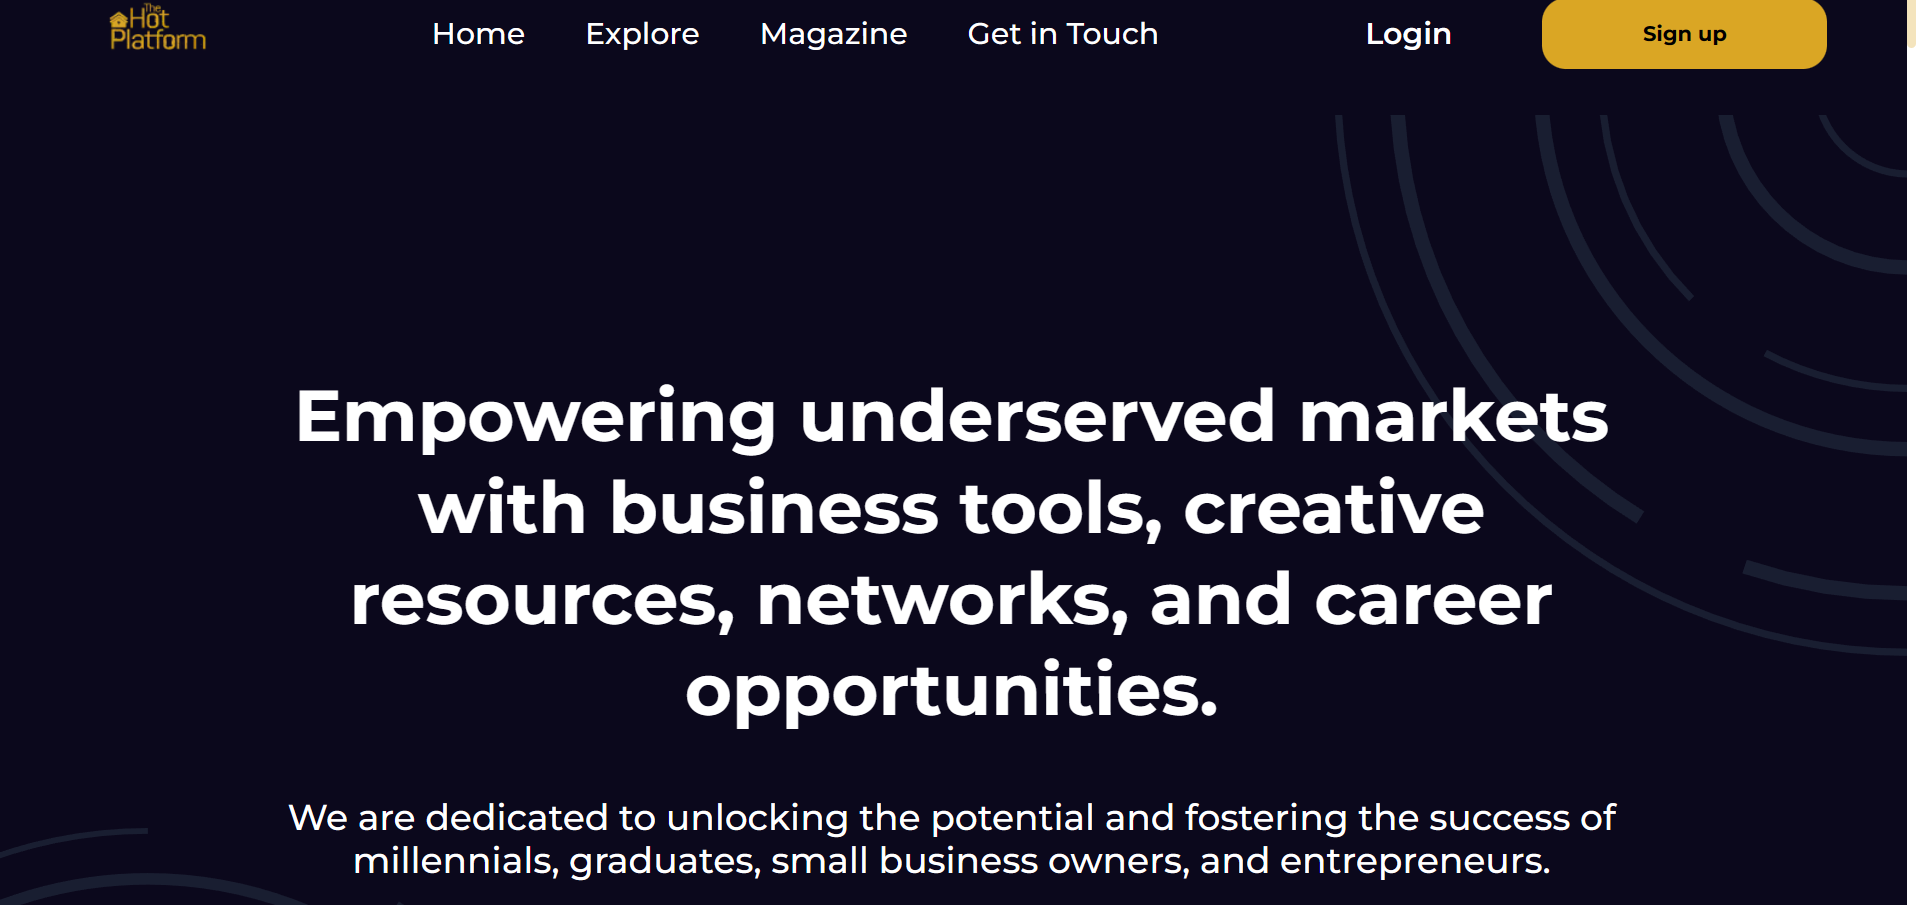 The
Hot
Platform
Home Explore Magazine Get in Touch Login Sign up
Empowering underserved markets
with business tools, creative
resources, networks, and career
opportunities.
We are dedicated to unlocking the potential and fostering the success of
millennials, graduates, small business owners, and entrepreneurs.